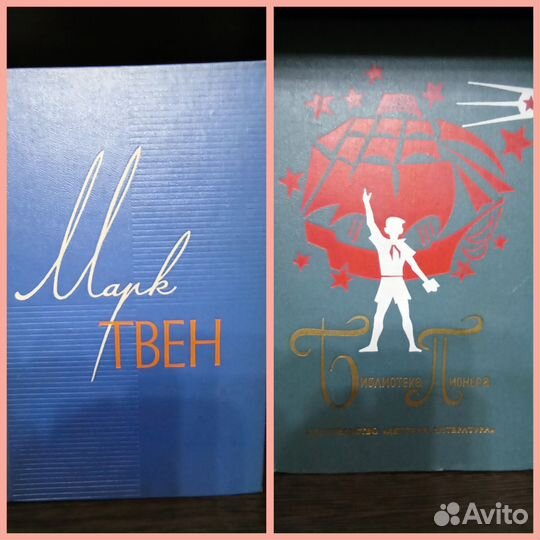 Марк
ТВЕН
Библиотека Пионера
ИЗДАТЕЛЬСТВО «ДЕТСКАЯ ЛИТЕРАТУРА»
Avito